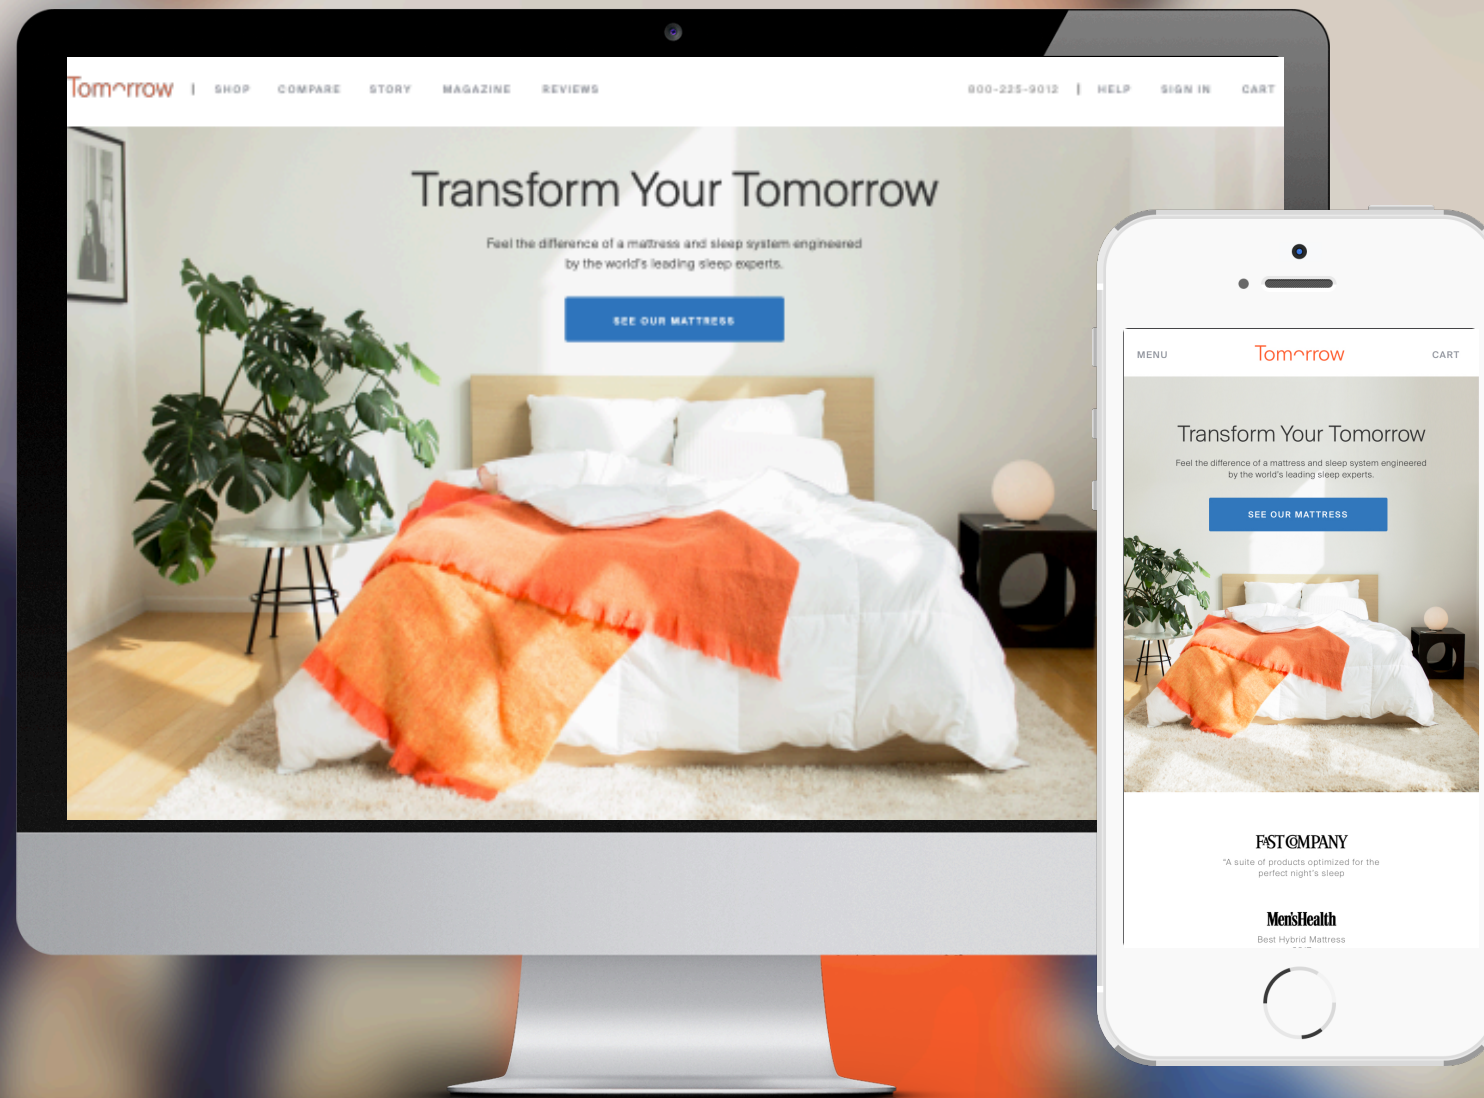 Tomorrow | SHOP COMPARE STORY MAGAZINE REVIEWS 800-225-9012 | HELP SIGN IN CART
Transform Your Tomorrow
Feel the difference of a mattress and sleep system engineered
by the world's leading sleep experts.
SEE OUR MATTRESS
MENU Tomorrow CART
Transform Your Tomorrow
Feel the difference of a mattress and sleep system engineered
by the world's leading sleep experts.
SEE OUR MATTRESS
FAST COMPANY
"A suite of products optimized for the
perfect night's sleep
Men'sHealth
Best Hybrid Mattress